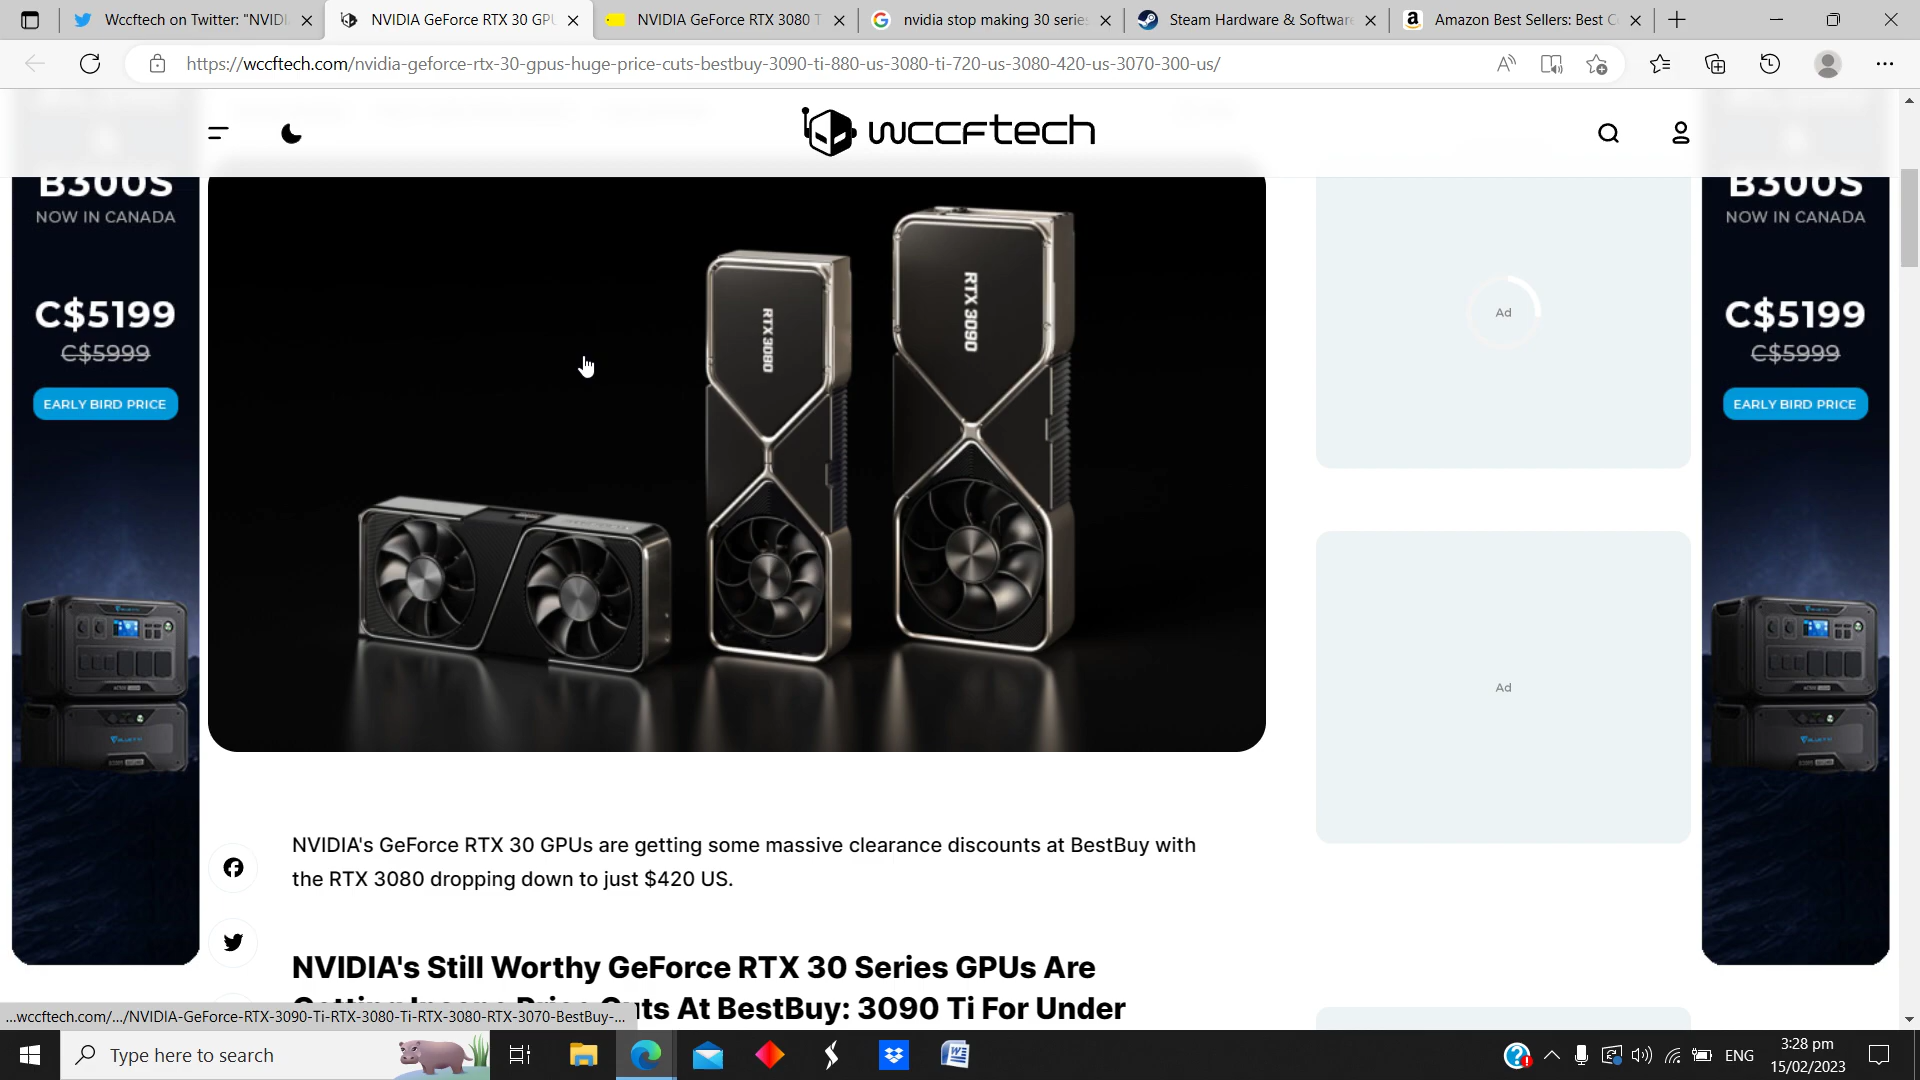 Wccftech on Twitter: "NVIDI
NVIDIA GeForce RTX 30 GPU
NVIDIA GeForce RTX 3080 T
nvidia stop making 30 series
Steam Hardware & Software
Amazon Best Sellers: Best C
https://wccftech.com/nvidia-geforce-rtx-30-gpus-huge-price-cuts-bestbuy-3090-ti-880-us-3080-ti-720-us-3080-420-us-3070-300-us/
wccftech
B300S
NOW IN CANADA
C$5199
C$5999
EARLY BIRD PRICE
RTX 3080
RTX 3090
Ad
Ad
B300S
NOW IN CANADA
C$5199
C$5999
EARLY BIRD PRICE
NVIDIA's GeForce RTX 30 GPUs are getting some massive clearance discounts at BestBuy with
the RTX 3080 dropping down to just $420 US.
NVIDIA's Still Worthy GeForce RTX 30 Series GPUs Are
Getting Insane Price Cuts At BestBuy: 3090 Ti For Under
...wccftech.com/.../NVIDIA-GeForce-RTX-3090-Ti-RTX-3080-Ti-RTX-3080-RTX-3070-BestBuy-...
Type here to search
ENG
3:28 pm
15/02/2023